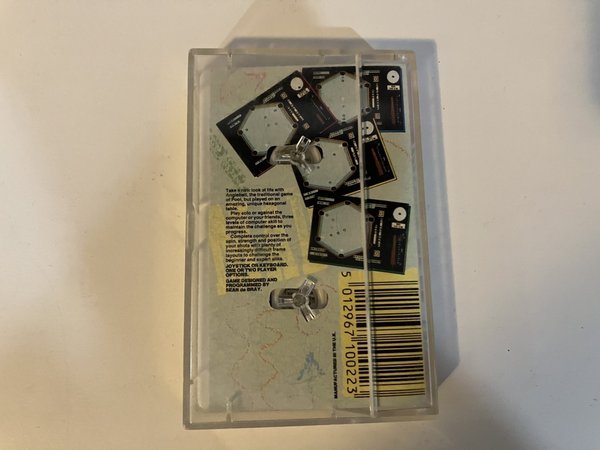 Take a new look at life with
Angleball, the traditional game
of Pool, but played on an
amazing, unique hexagonal
table.
Play solo or against the
computer or your friends, three
levels of computer skill to
maintain the challenge as you
progress.
Complete control over the
spin, strength and position of
your shots with plenty of
increasingly difficult frame
layouts to challenge the
beginner and expert alike.
JOYSTICK OR KEYBOARD.
ONE OR TWO PLAYER
OPTIONS.
GAME DESIGNED AND
PROGRAMMED BY
SEAN de BRAY.
MANUFACTURED IN THE U.K.
5 012967 100223